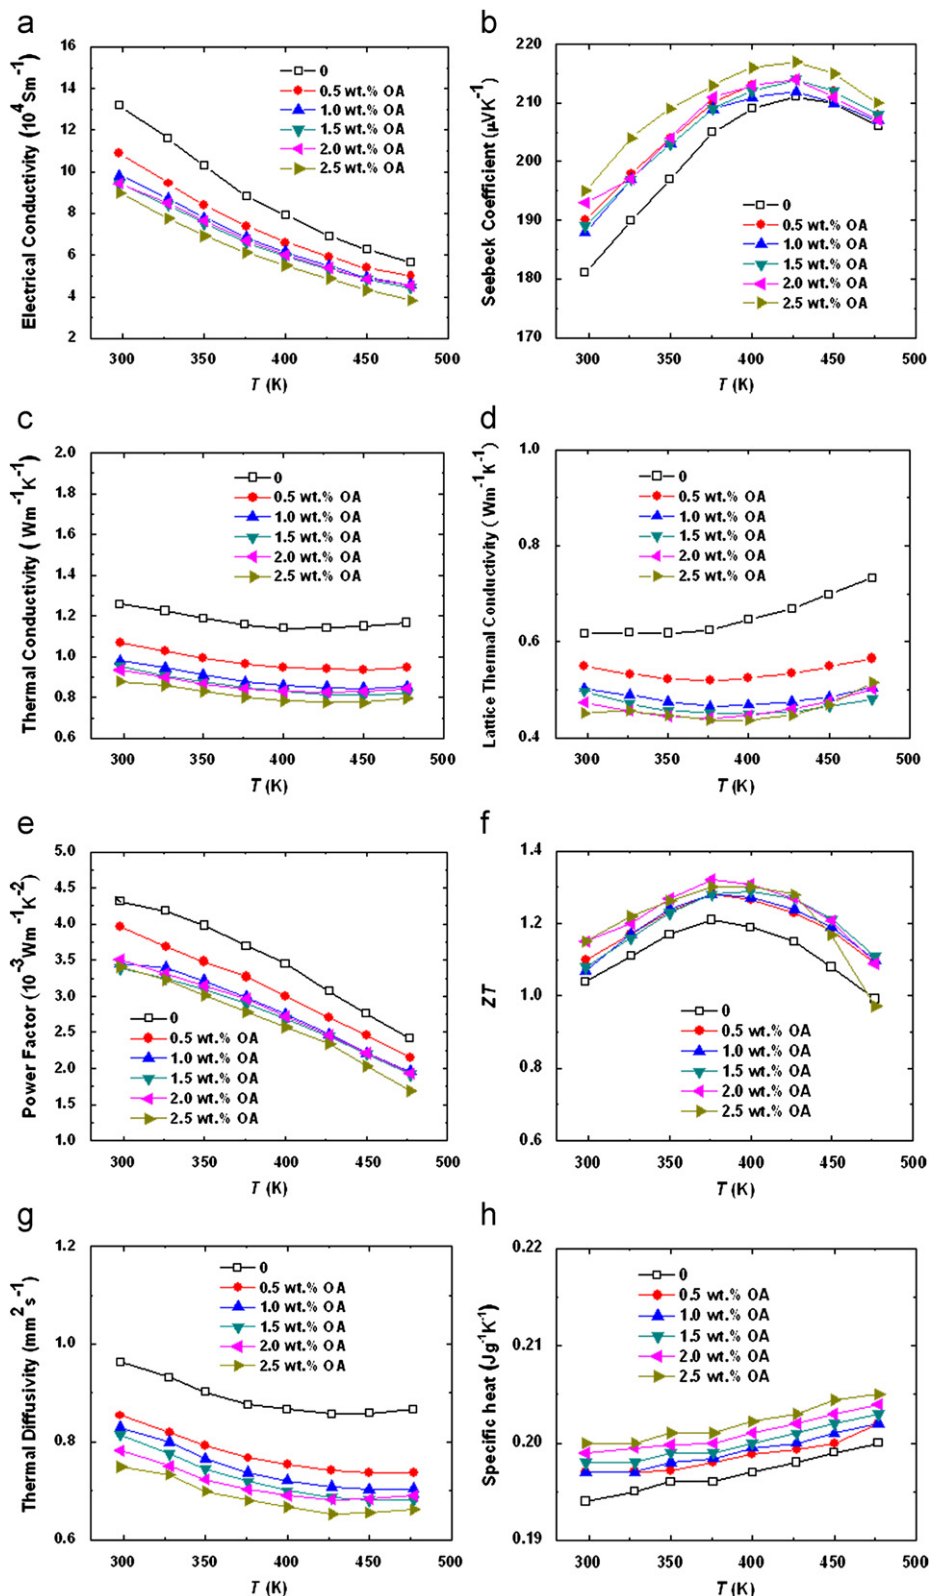 a
16
14
12
10
8
6
4
2
Electrical Conductivity (10⁴ Sm⁻¹)
0
0.5 wt.% OA
1.0 wt.% OA
1.5 wt.% OA
2.0 wt.% OA
2.5 wt.% OA
300 350 400 450 500
T (K)
b
220
210
200
190
180
170
Seebeck Coefficient (μVK⁻¹)
0
0.5 wt.% OA
1.0 wt.% OA
1.5 wt.% OA
2.0 wt.% OA
2.5 wt.% OA
300 350 400 450 500
T (K)
c
2.0
1.8
1.6
1.4
1.2
1.0
0.8
0.6
Thermal Conductivity ( Wm⁻¹K⁻¹)
0
0.5 wt.% OA
1.0 wt.% OA
1.5 wt.% OA
2.0 wt.% OA
2.5 wt.% OA
300 350 400 450 500
T (K)
d
1.0
0.8
0.6
0.4
Lattice Thermal Conductivity ( Wm⁻¹K⁻¹)
0
0.5 wt.% OA
1.0 wt.% OA
1.5 wt.% OA
2.0 wt.% OA
2.5 wt.% OA
300 350 400 450 500
T (K)
e
5.0
4.5
4.0
3.5
3.0
2.5
2.0
1.5
1.0
Power Factor (10⁻³Wm⁻¹K⁻²)
0
0.5 wt.% OA
1.0 wt.% OA
1.5 wt.% OA
2.0 wt.% OA
2.5 wt.% OA
300 350 400 450 500
T (K)
f
1.4
1.2
1.0
0.8
0.6
ZT
0
0.5 wt.% OA
1.0 wt.% OA
1.5 wt.% OA
2.0 wt.% OA
2.5 wt.% OA
300 350 400 450 500
T (K)
g
1.2
1.0
0.8
0.6
Thermal Diffusivity (mm²s⁻¹)
0
0.5 wt.% OA
1.0 wt.% OA
1.5 wt.% OA
2.0 wt.% OA
2.5 wt.% OA
300 350 400 450 500
T (K)
h
0.22
0.21
0.20
0.19
Specific heat (Jg⁻¹K⁻¹)
0
0.5 wt.% OA
1.0 wt.% OA
1.5 wt.% OA
2.0 wt.% OA
2.5 wt.% OA
300 350 400 450 500
T (K)